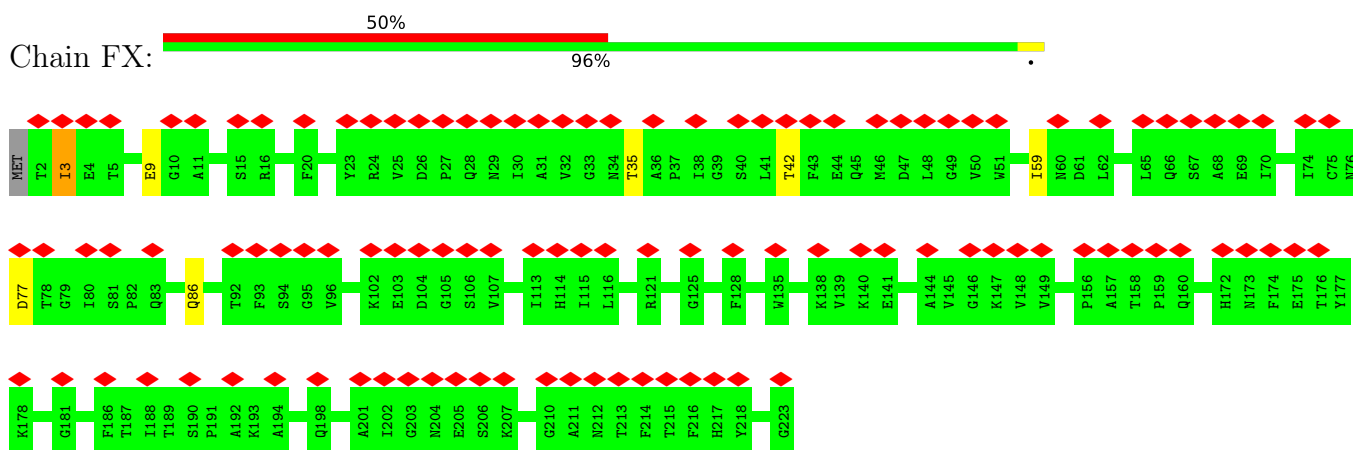 50%
Chain FX:
96%
•
MET T2 I3 E4 T5 E9 G10 A11 S15 R16 F20 Y23 R24 V25 D26 P27 Q28 N29 I30 A31 V32 G33 N34 T35 A36 P37 I38 G39 S40 L41 T42 F43 E44 Q45 M46 D47 L48 G49 V50 W51 I59 N60 D61 L62 L65 Q66 S67 A68 E69 I70 I74 C75 N76
D77 T78 G79 I80 S81 P82 Q83 Q86 T92 F93 S94 G95 V96 K102 E103 D104 G105 S106 V107 I113 H114 I115 L116 R121 G125 F128 W135 K138 V139 K140 E141 A144 V145 G146 K147 V148 V149 P156 A157 T158 P159 Q160 H172 N173 F174 E175 T176 Y177
K178 G181 F186 T187 I188 T189 S190 P191 A192 K193 A194 Q198 A201 I202 G203 N204 E205 S206 K207 G210 A211 N212 T213 F214 T215 F216 H217 Y218 G223